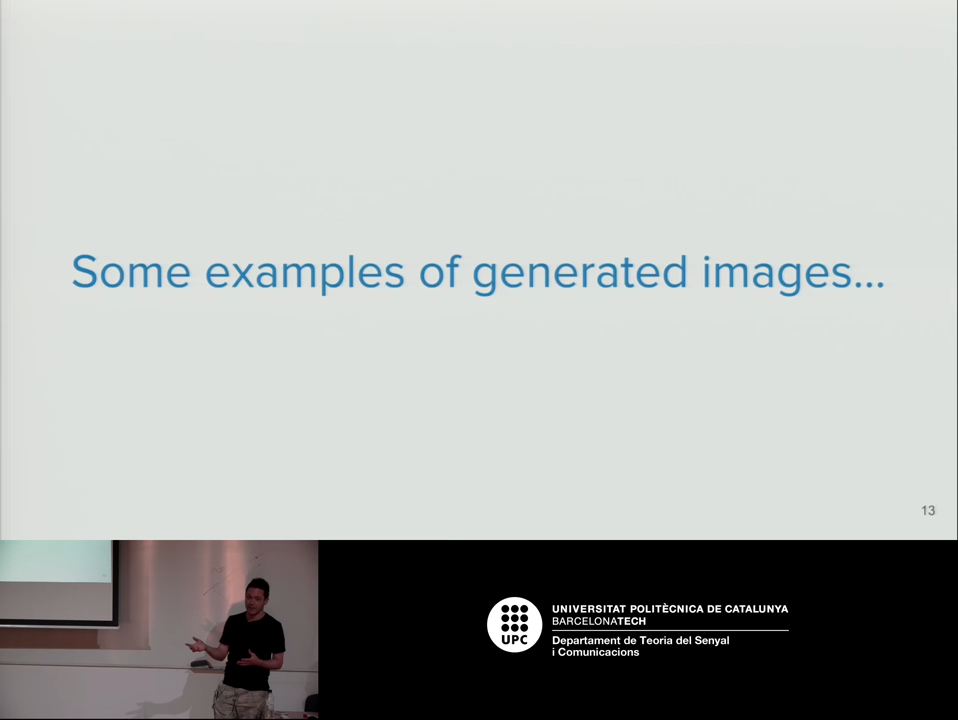 Some examples of generated images...
13
UPC
UNIVERSITAT POLITÈCNICA DE CATALUNYA
BARCELONATECH
Departament de Teoria del Senyal
i Comunicacions